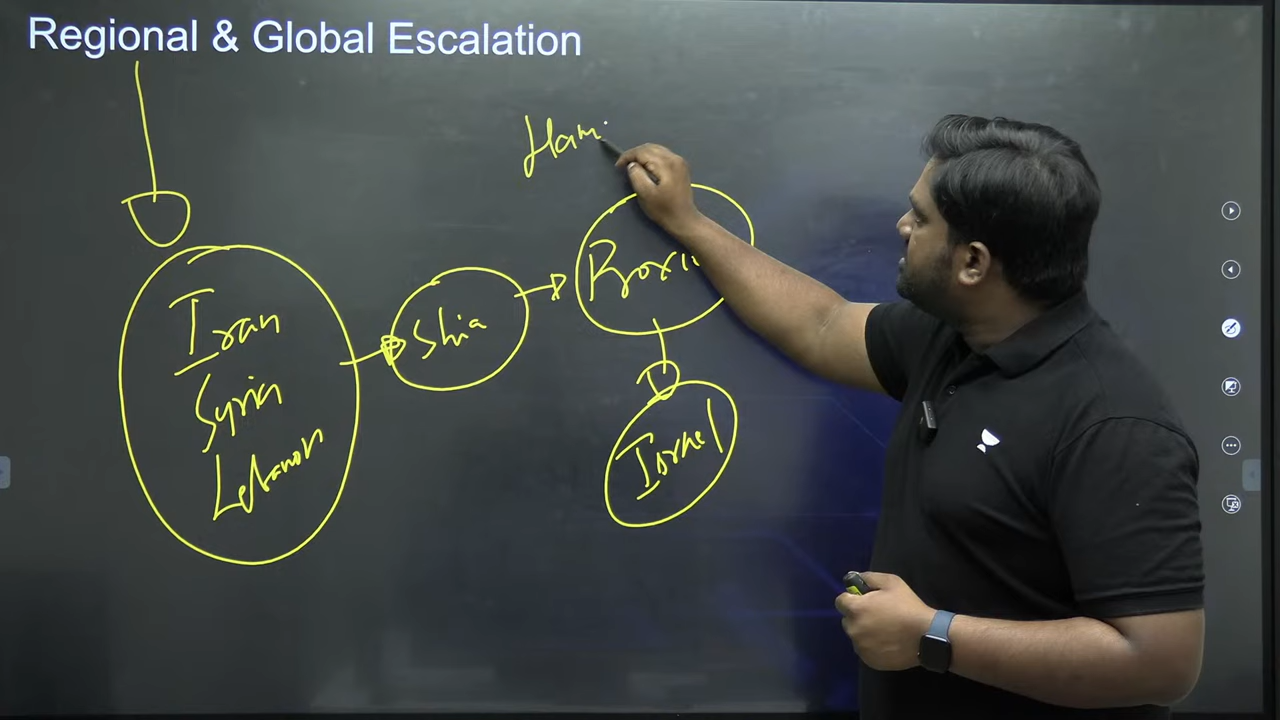 Regional & Global Escalation
Ham
Iran
Syria
Lebanon
Shia
Israel